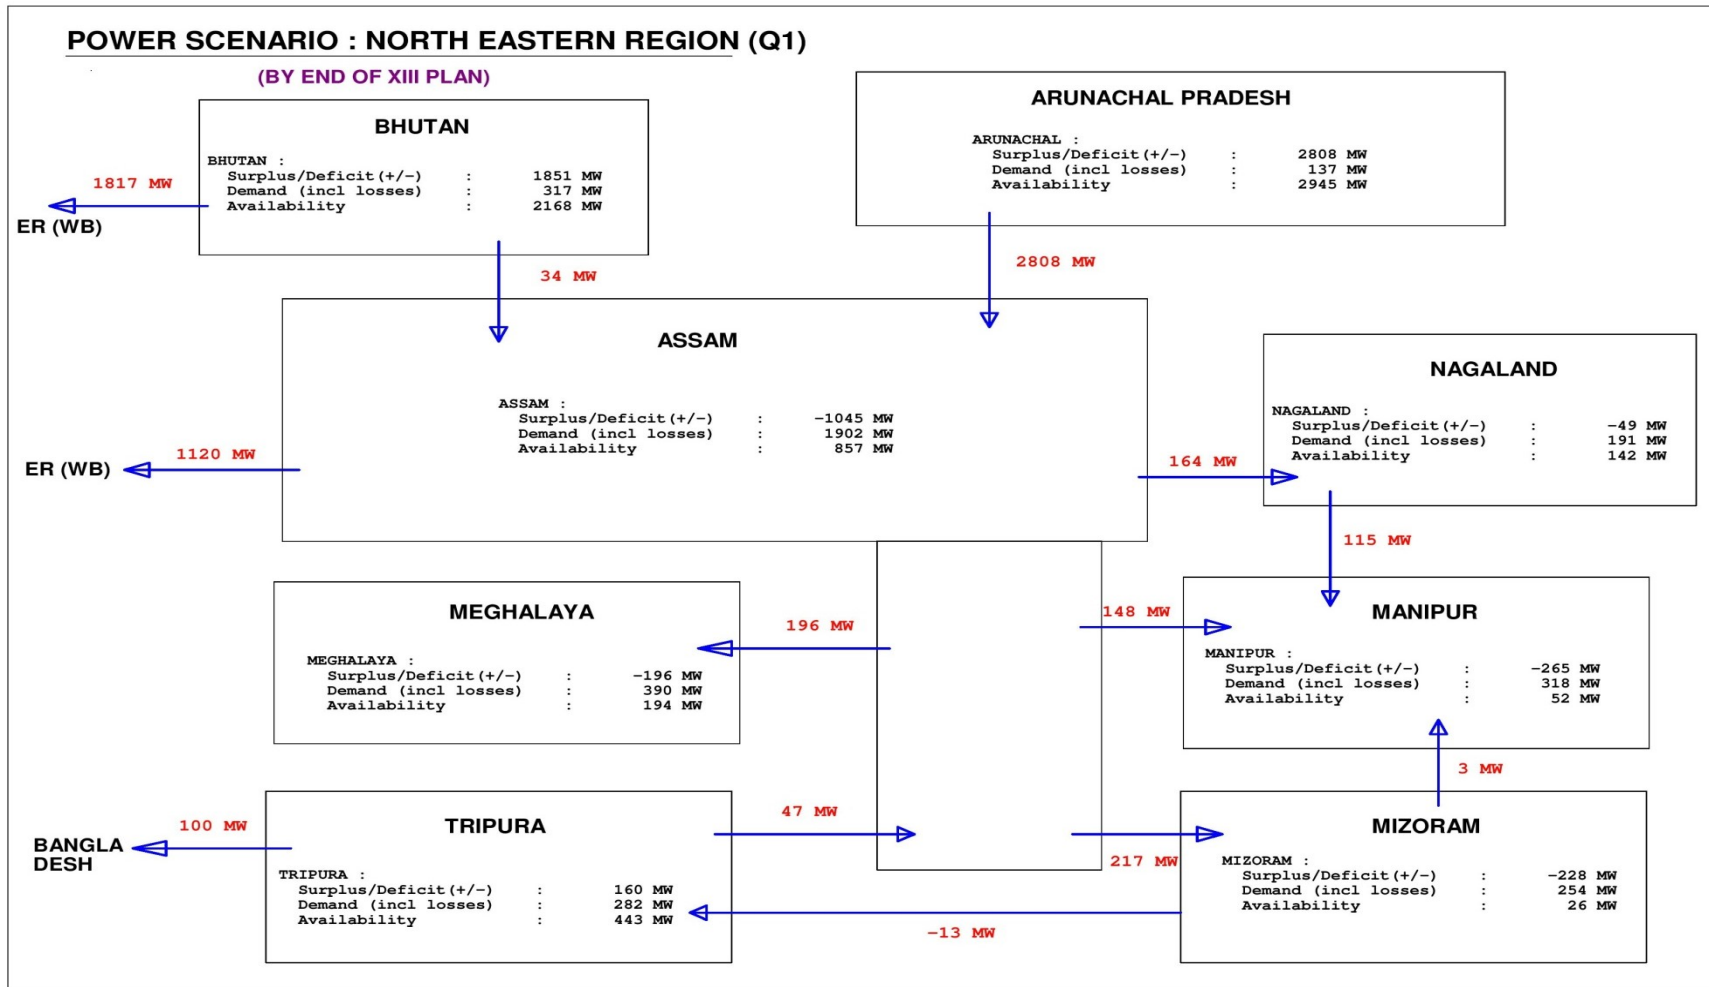 POWER SCENARIO : NORTH EASTERN REGION (Q1)
(BY END OF XIII PLAN)
BHUTAN
BHUTAN :
Surplus/Deficit(+/-) : 1851 MW
Demand (incl losses) : 317 MW
Availability : 2168 MW
1817 MW
ER (WB)
34 MW
ARUNACHAL PRADESH
ARUNACHAL :
Surplus/Deficit(+/-) : 2808 MW
Demand (incl losses) : 137 MW
Availability : 2945 MW
2808 MW
ASSAM
ASSAM :
Surplus/Deficit(+/-) : -1045 MW
Demand (incl losses) : 1902 MW
Availability : 857 MW
1120 MW
ER (WB)
164 MW
NAGALAND
NAGALAND :
Surplus/Deficit(+/-) : -49 MW
Demand (incl losses) : 191 MW
Availability : 142 MW
115 MW
MEGHALAYA
MEGHALAYA :
Surplus/Deficit(+/-) : -196 MW
Demand (incl losses) : 390 MW
Availability : 194 MW
196 MW
148 MW
MANIPUR
MANIPUR :
Surplus/Deficit(+/-) : -265 MW
Demand (incl losses) : 318 MW
Availability : 52 MW
3 MW
TRIPURA
TRIPURA :
Surplus/Deficit(+/-) : 160 MW
Demand (incl losses) : 282 MW
Availability : 443 MW
100 MW
BANGLA
DESH
47 MW
217 MW
-13 MW
MIZORAM
MIZORAM :
Surplus/Deficit(+/-) : -228 MW
Demand (incl losses) : 254 MW
Availability : 26 MW